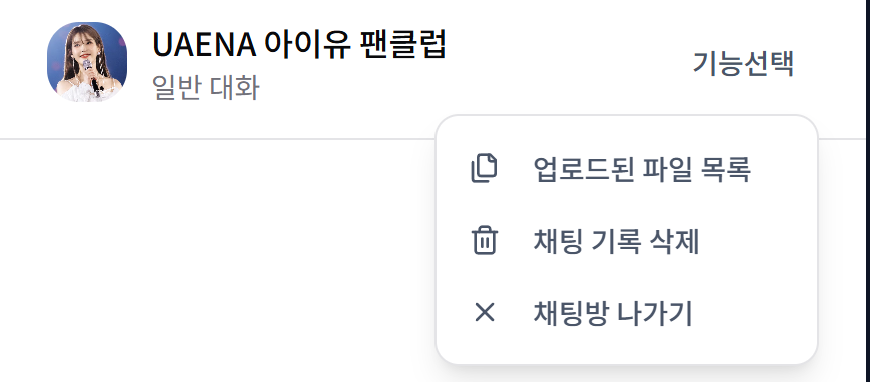 UAENA 아이유 팬클럽
일반 대화
기능선택
업로드된 파일 목록
채팅 기록 삭제
채팅방 나가기